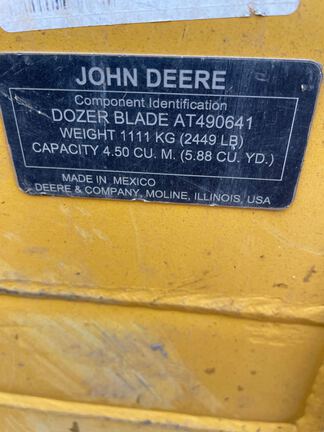 JOHN DEERE
Component Identification
DOZER BLADE AT490641
WEIGHT 1111 KG (2449 LB)
CAPACITY 4.50 CU. M. (5.88 CU. YD.)
MADE IN MEXICO
DEERE & COMPANY, MOLINE, ILLINOIS, USA